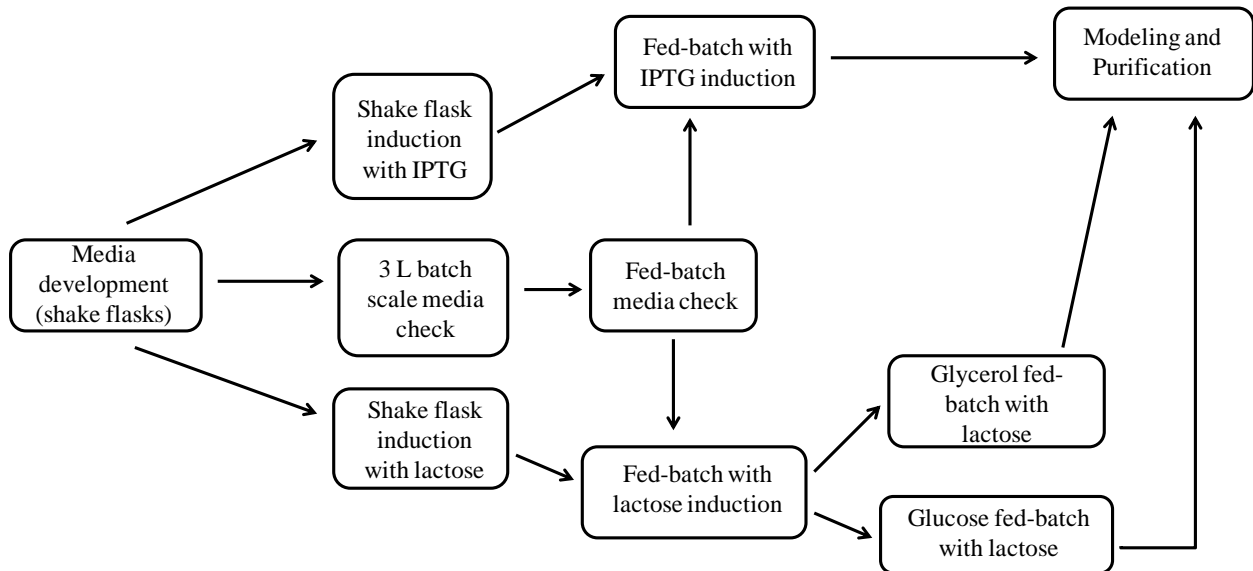 Media
development
(shake flasks)
Shake flask
induction
with IPTG
3 L batch
scale media
check
Shake flask
induction
with lactose
Fed-batch with
IPTG induction
Fed-batch
media check
Fed-batch with
lactose induction
Glycerol fed-
batch with
lactose
Glucose fed-batch
with lactose
Modeling and
Purification